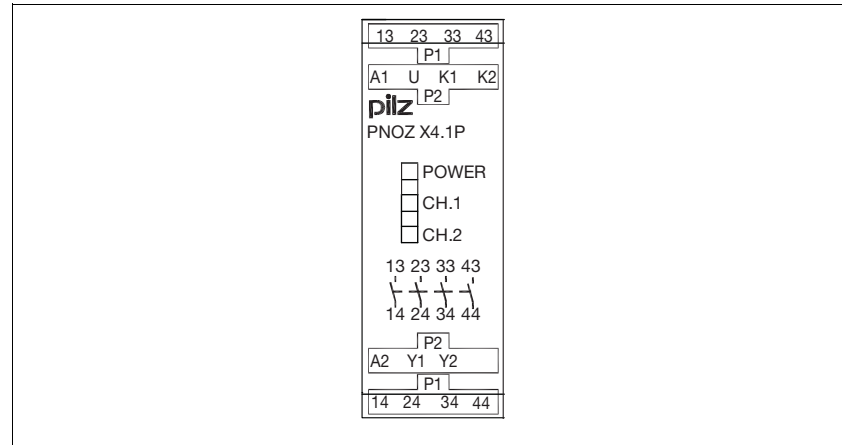 13 23 33 43
P1
A1 U K1 K2
P2
pilz
PNOZ X4.1P
POWER
CH.1
CH.2
13 23 33 43
14 24 34 44
P2
A2 Y1 Y2
P1
14 24 34 44